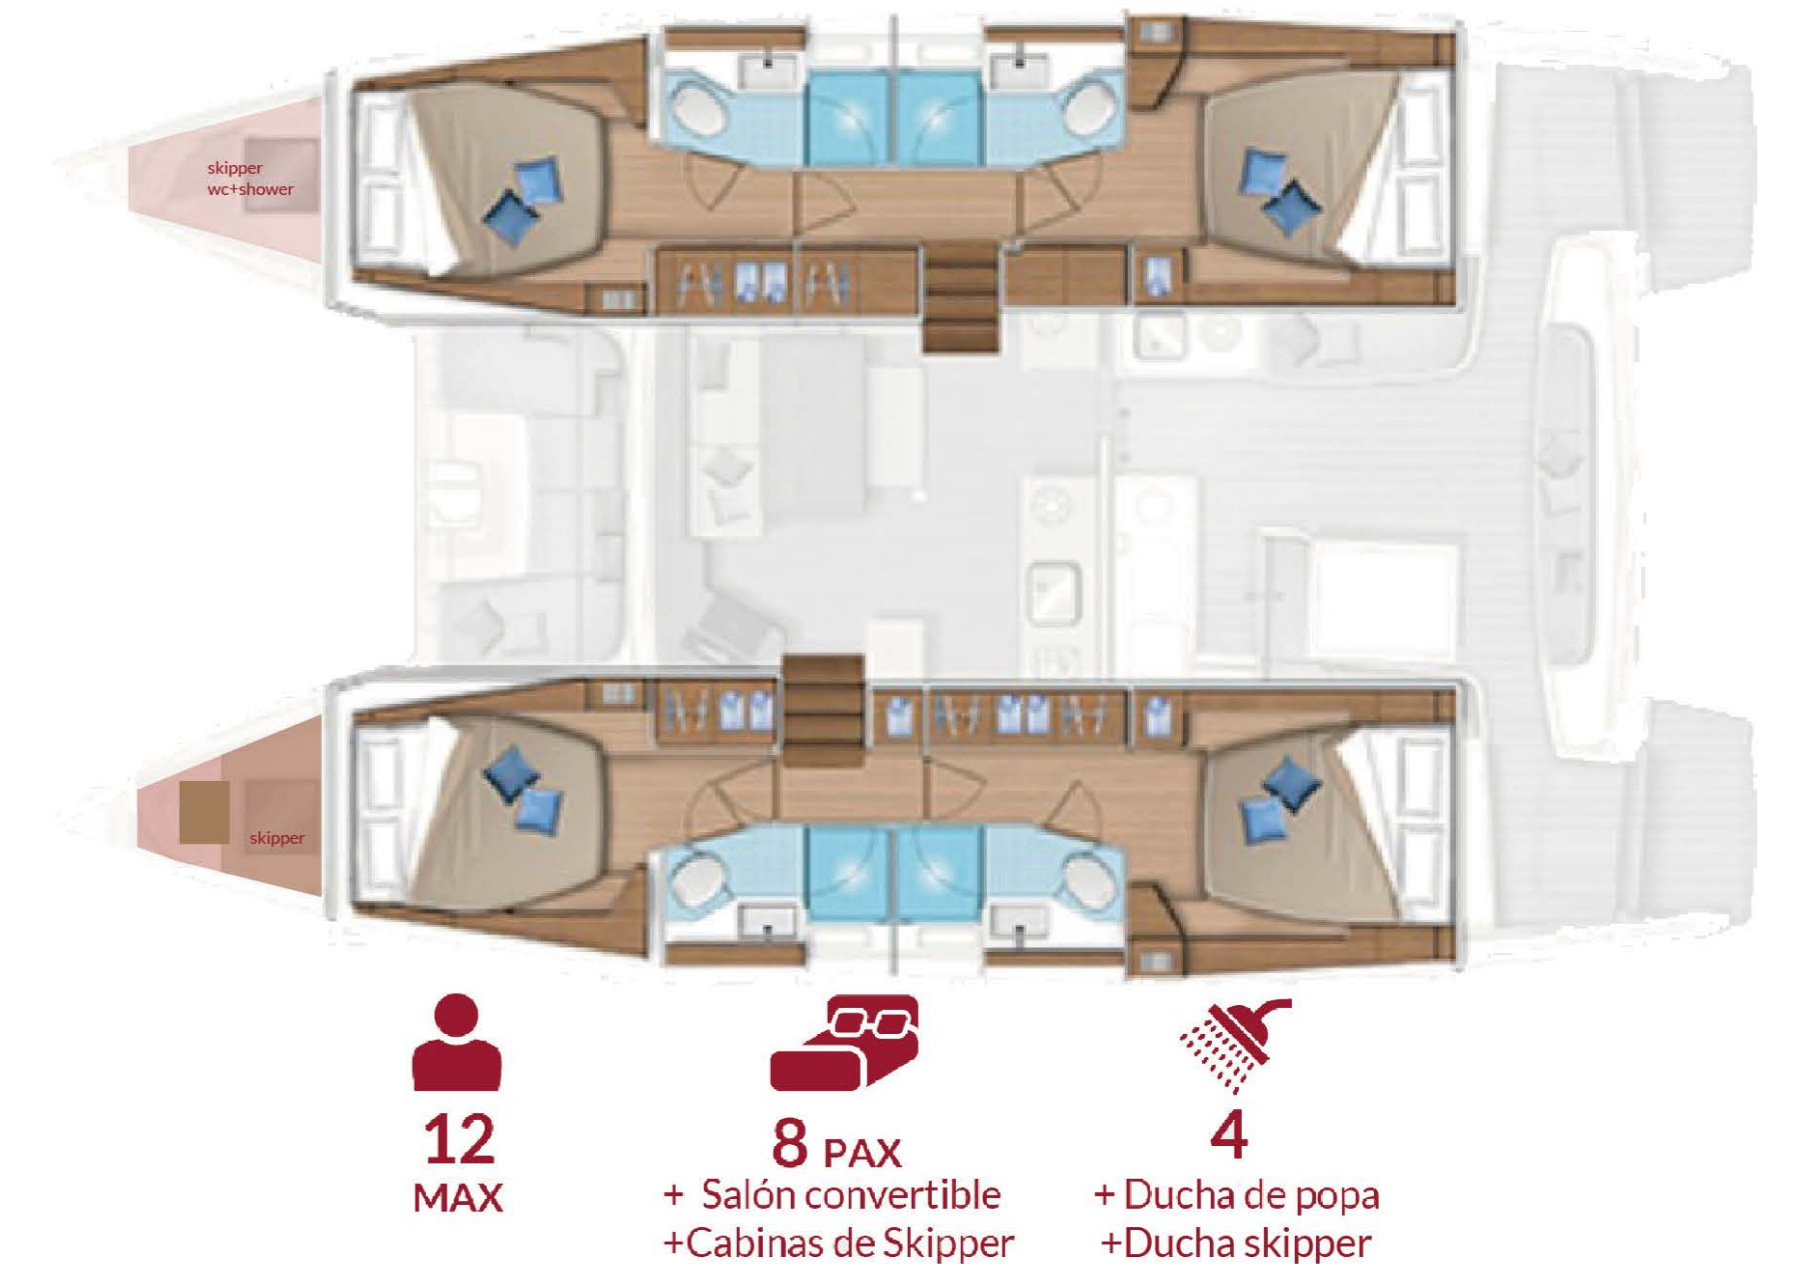 skipper
wc+shower
skipper
12
MAX
8 PAX
+ Salón convertible
+Cabinas de Skipper
4
+ Ducha de popa
+Ducha skipper